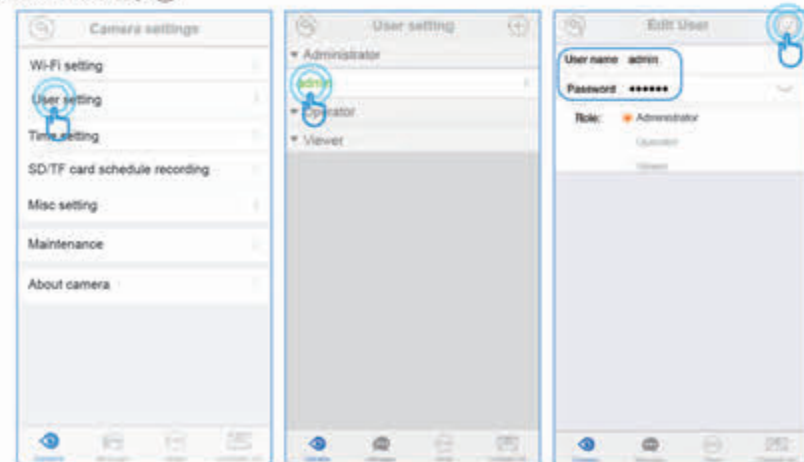 Camera settings
Wi-Fi setting
User setting
Time setting
SD/TF card schedule recording
Misc setting
Maintenance
About camera
User setting
Administrator
admin
Operator
Viewer
Edit User
User name admin
Password ••••••
Role: Administrator
Operator
Viewer